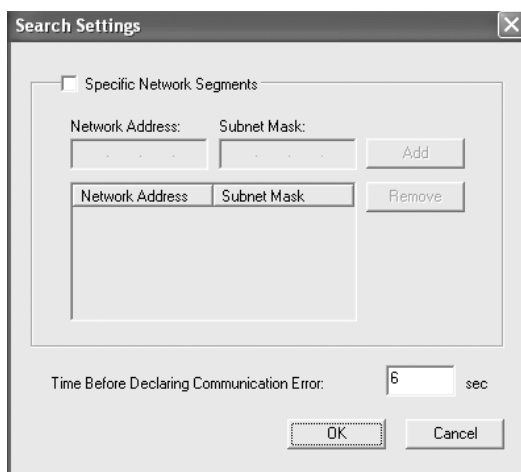 Search Settings
Specific Network Segments
Network Address: Subnet Mask:
. . . . . . Add
Network Address Subnet Mask Remove
Time Before Declaring Communication Error: 6 sec
OK Cancel